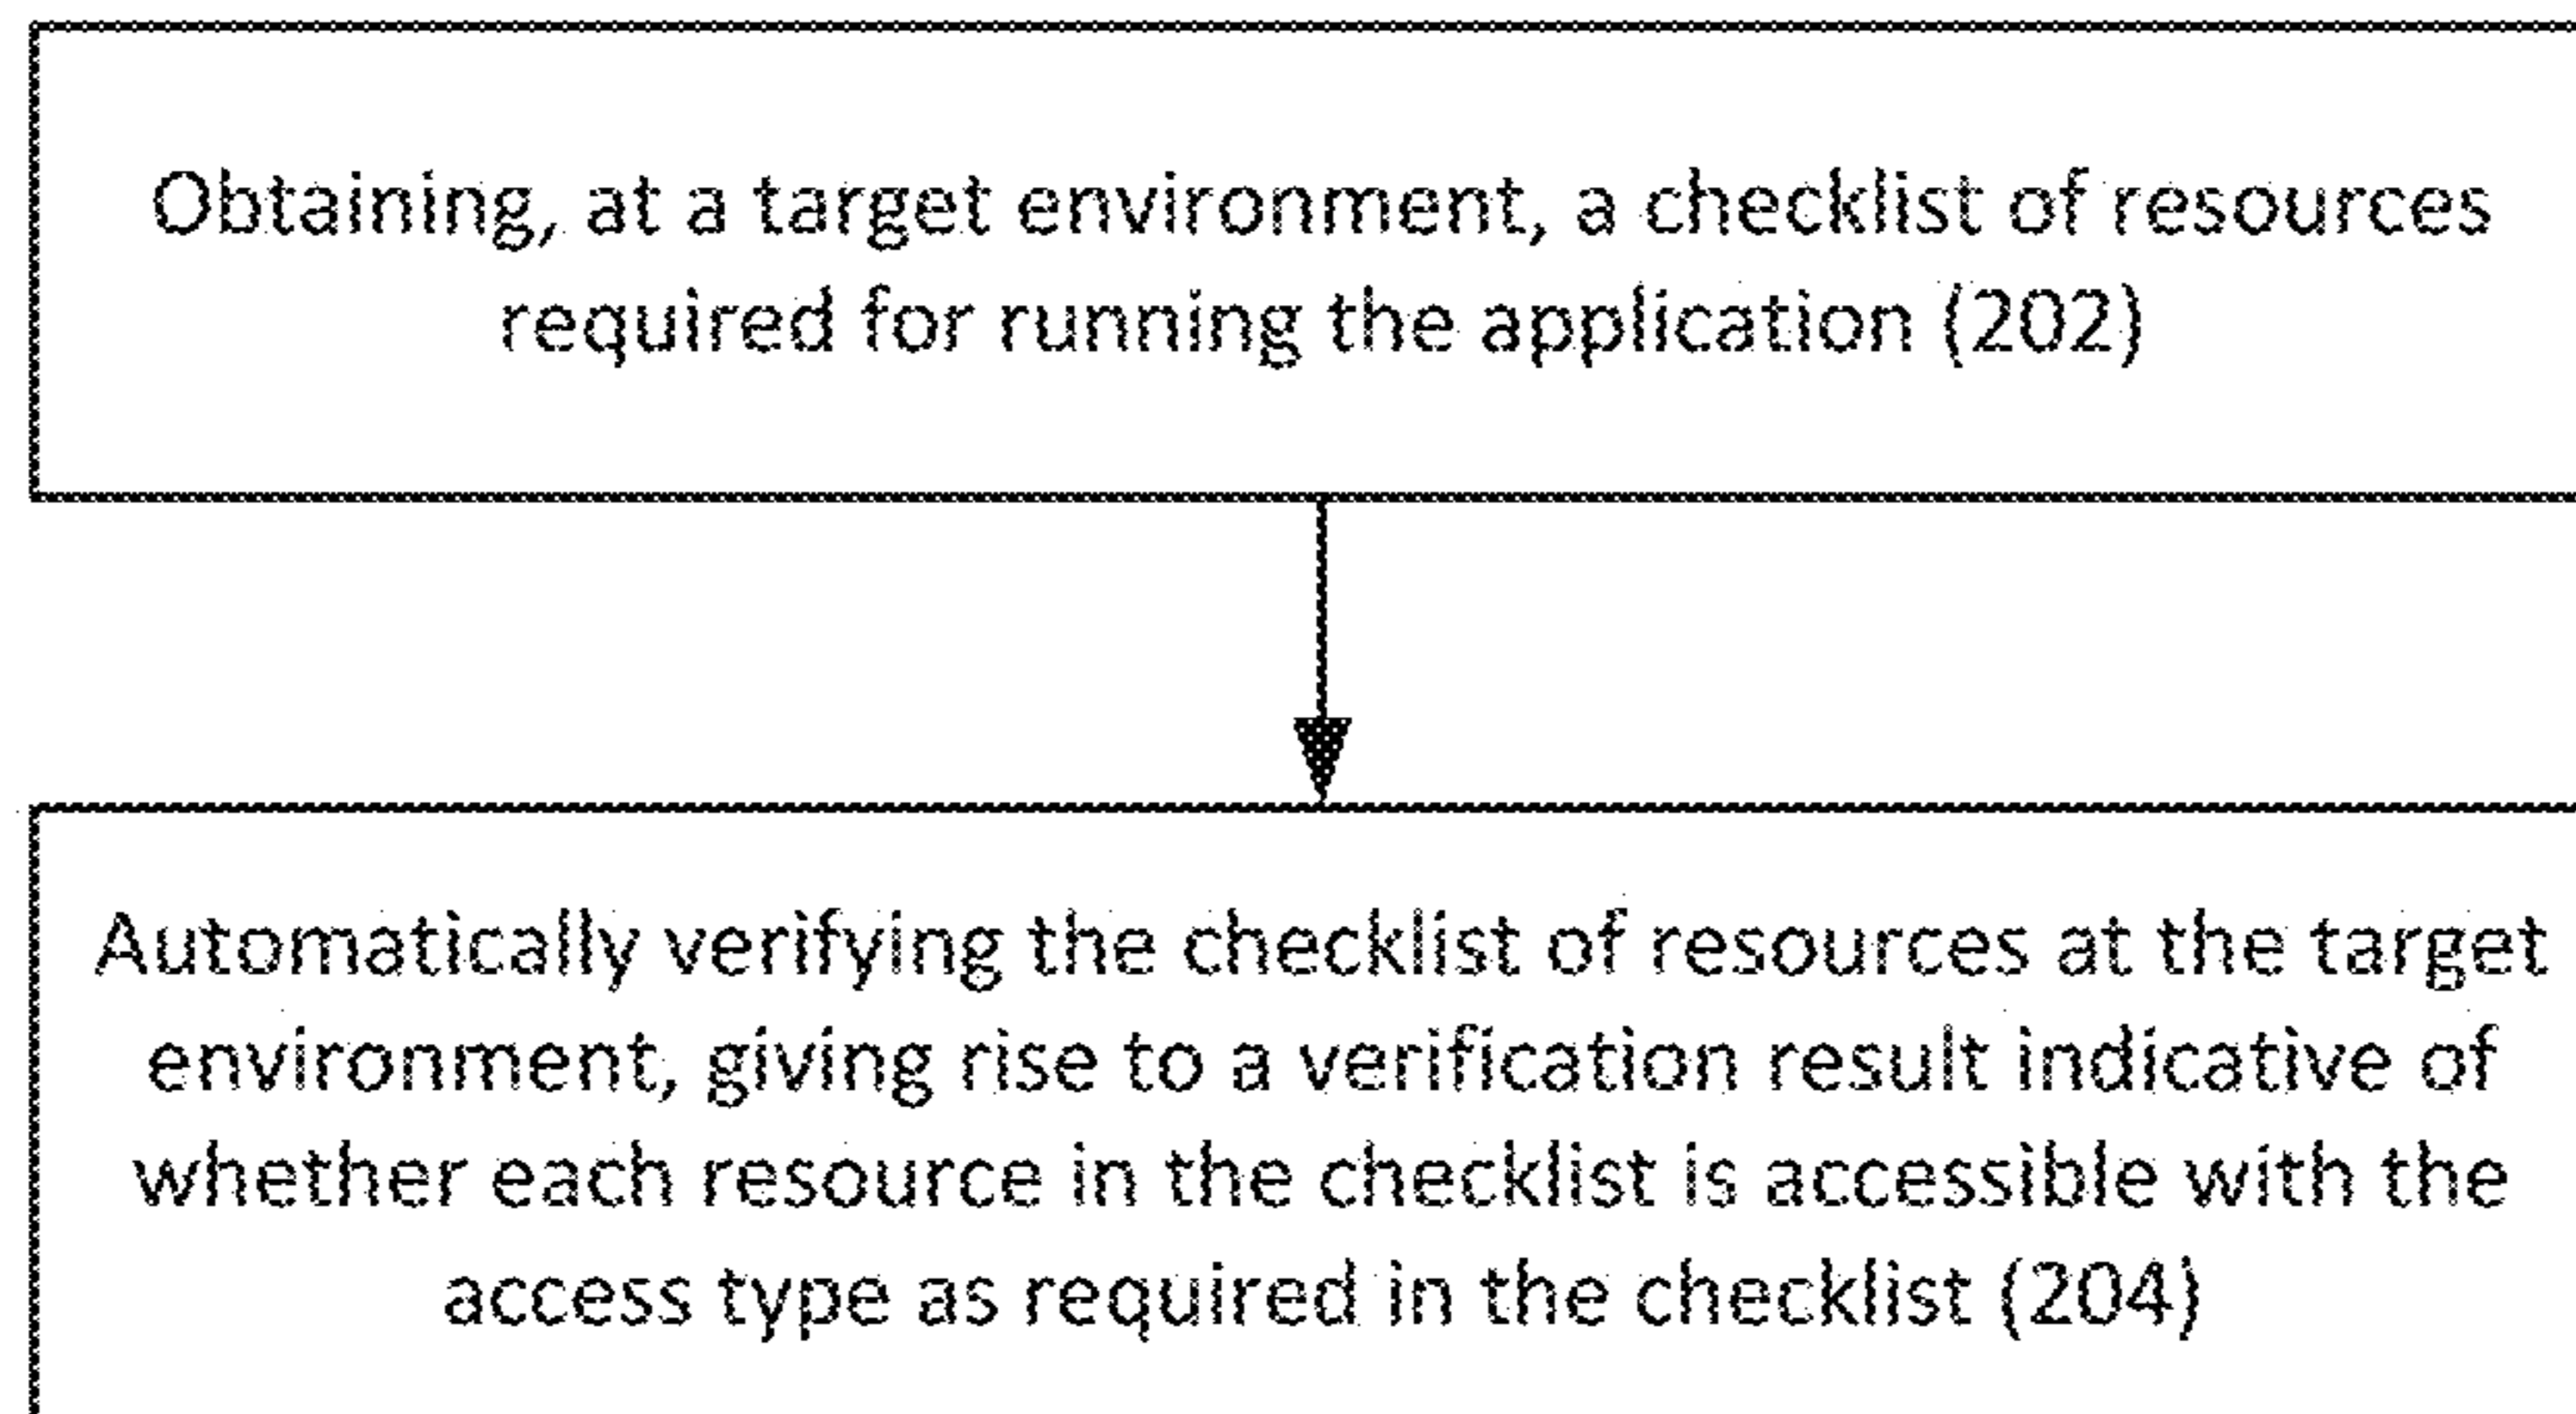 Obtaining, at a target environment, a checklist of resources
required for running the application (202)
Automatically verifying the checklist of resources at the target
environment, giving rise to a verification result indicative of
whether each resource in the checklist is accessible with the
access type as required in the checklist (204)